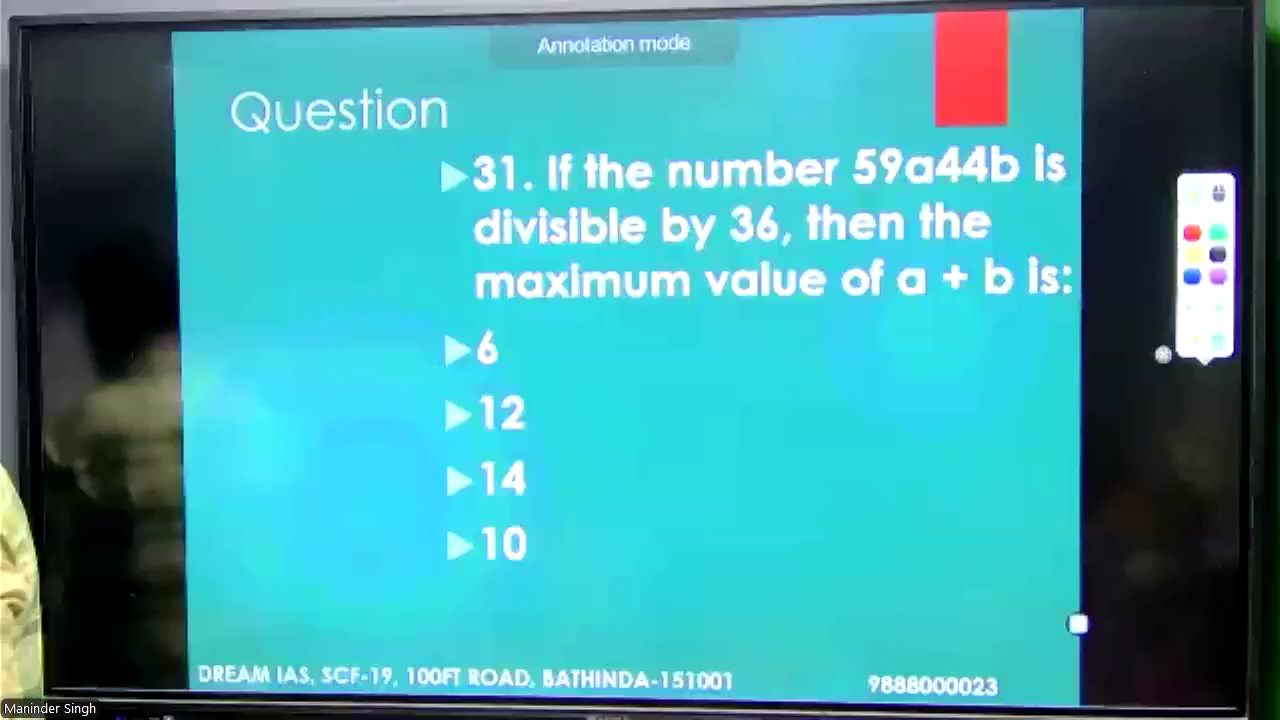 Annotation mode
Question
31. If the number 59a44b is
divisible by 36, then the
maximum value of a + b is:
6
12
14
10
DREAM IAS, SCF-19, 100FT ROAD, BATHINDA-151001
9888000023
Maninder Singh